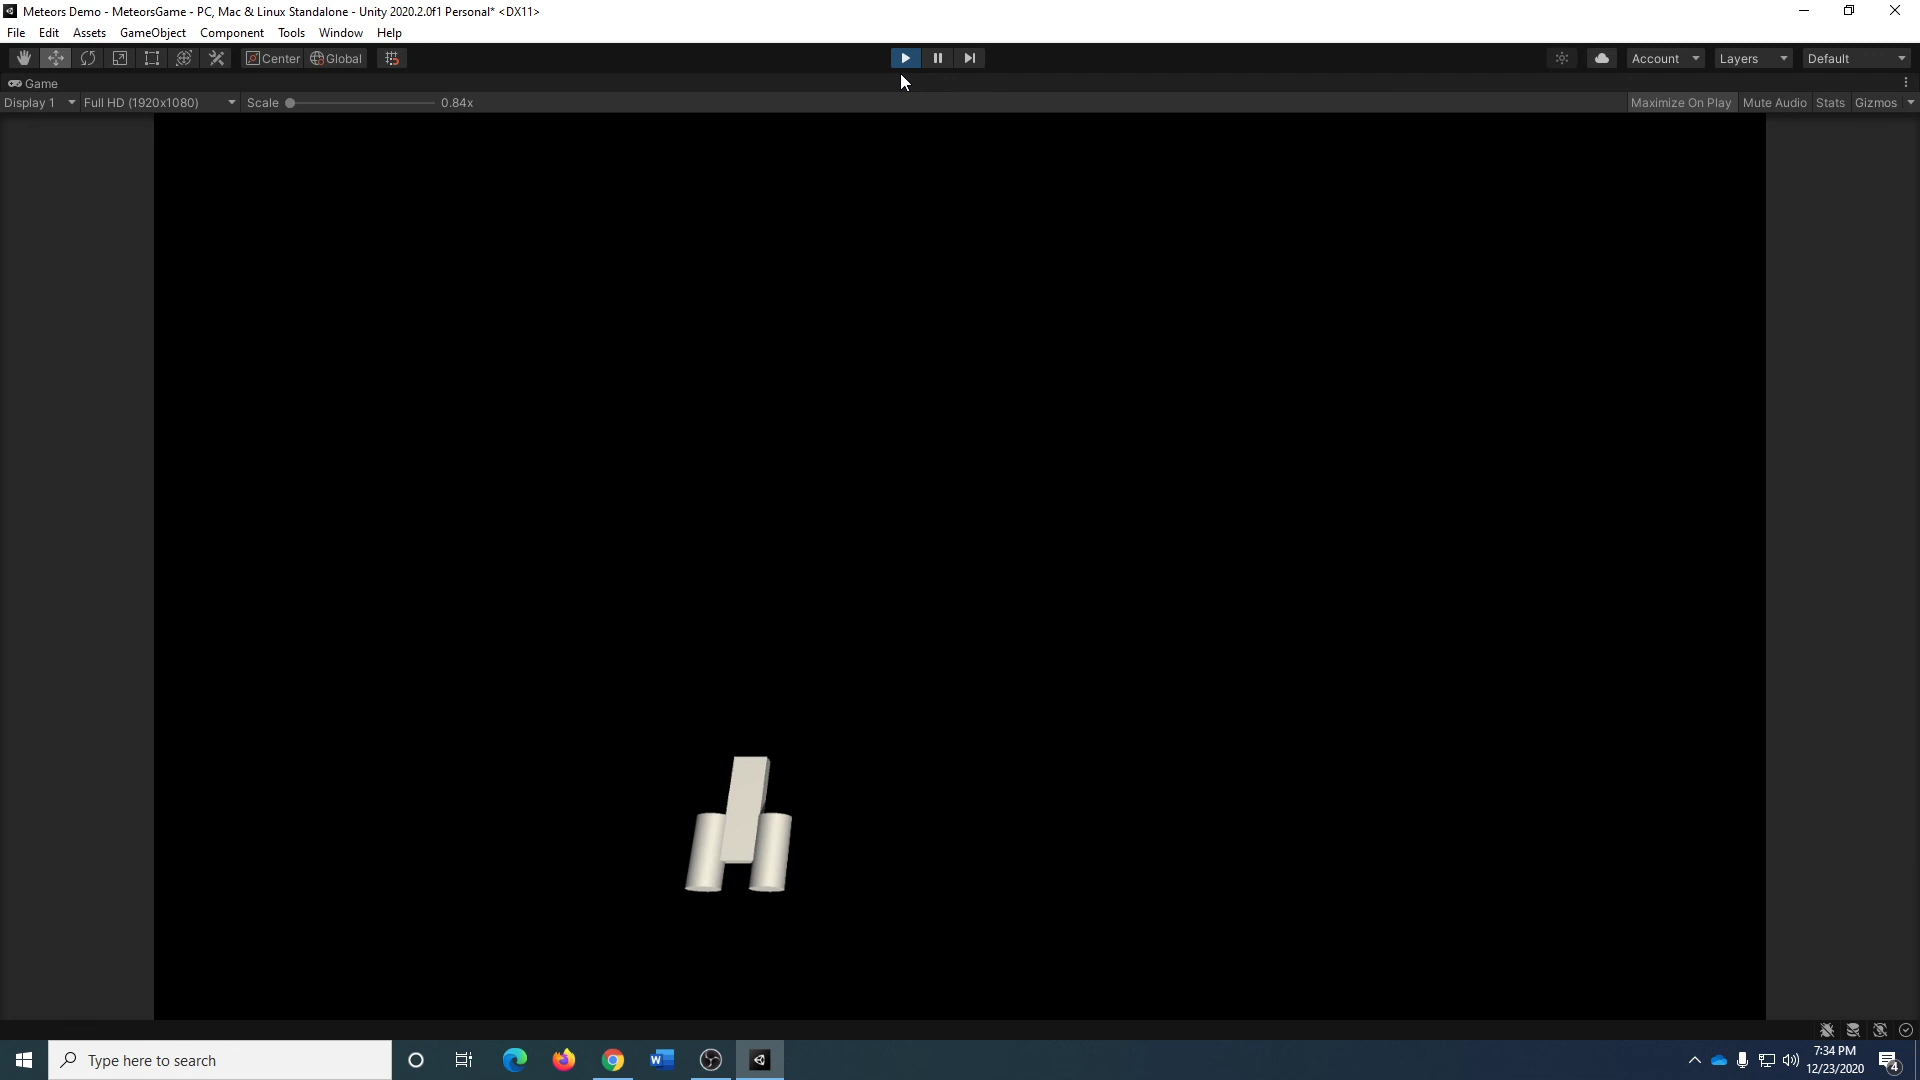 Meteors Demo - MeteorsGame - PC, Mac & Linux Standalone - Unity 2020.2.0f1 Personal* <DX11>
File Edit Assets GameObject Component Tools Window Help
Center Global Account Layers Default
Game
Display 1 Full HD (1920x1080) Scale 0.84x Maximize On Play Mute Audio Stats Gizmos
Type here to search
7:34 PM
12/23/2020
4